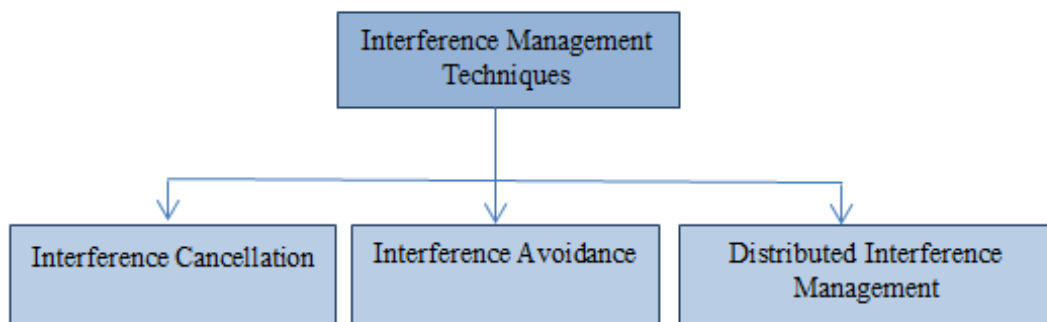 Interference Management
Techniques
Interference Cancellation
Interference Avoidance
Distributed Interference
Management